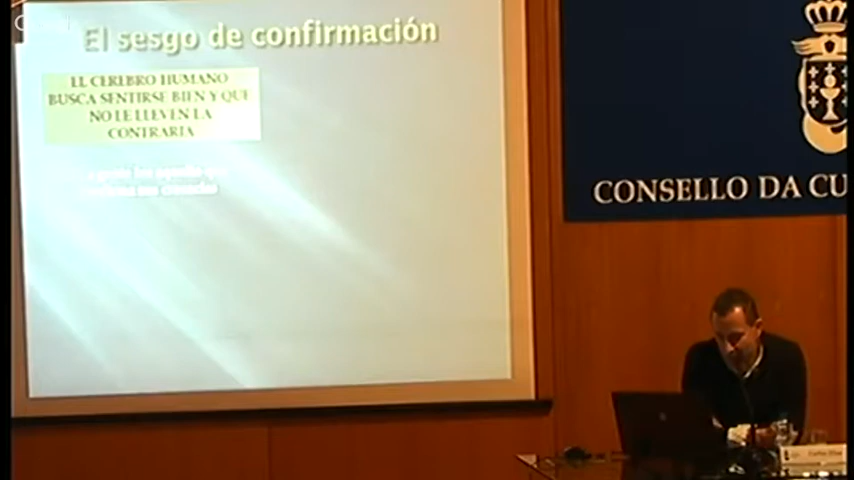 El sesgo de confirmación
EL CEREBRO HUMANO
BUSCA SENTIRSE BIEN Y QUE
NO LE LLEVEN LA
CONTRARIA
CONSELLO DA CU